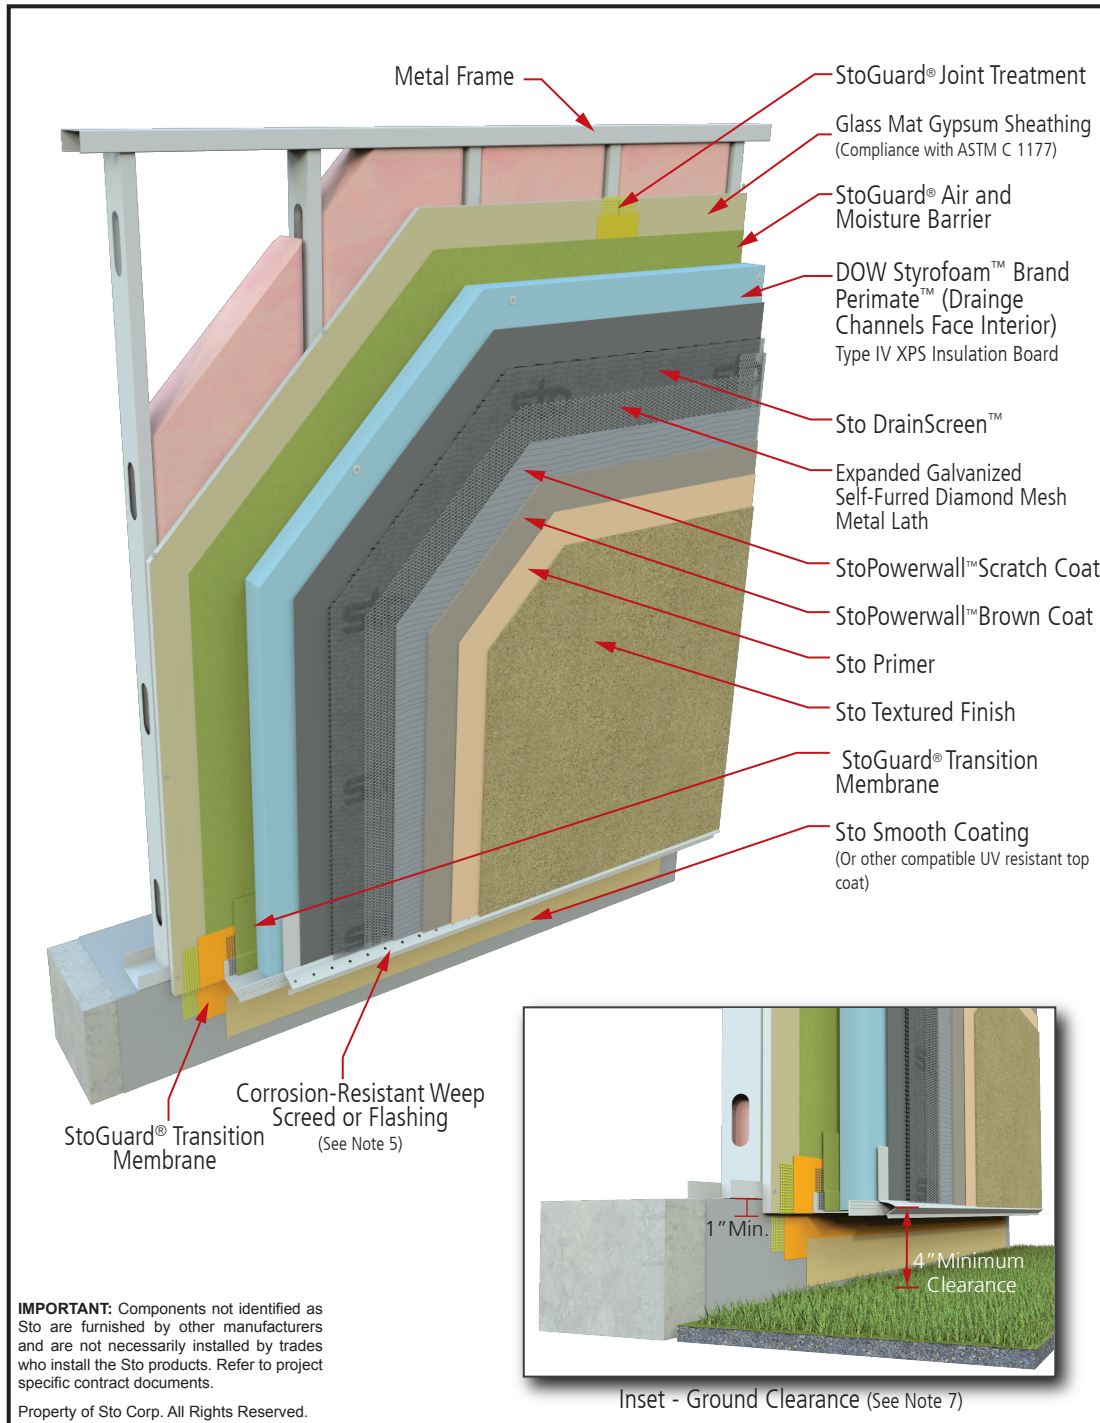 Metal Frame
StoGuard® Joint Treatment
Glass Mat Gypsum Sheathing
(Compliance with ASTM C 1177)
StoGuard® Air and
Moisture Barrier
DOW Styrofoam™ Brand
Perimate™ (Drainge
Channels Face Interior)
Type IV XPS Insulation Board
Sto DrainScreen™
Expanded Galvanized
Self-Furred Diamond Mesh
Metal Lath
StoPowerwall™Scratch Coat
StoPowerwall™Brown Coat
Sto Primer
Sto Textured Finish
StoGuard® Transition
Membrane
Sto Smooth Coating
(Or other compatible UV resistant top
coat)
sto
Corrosion-Resistant Weep
Screed or Flashing
(See Note 5)
StoGuard® Transition
Membrane
1”Min.
4”Minimum
Clearance
Inset - Ground Clearance (See Note 7)
IMPORTANT: Components not identified as
Sto are furnished by other manufacturers
and are not necessarily installed by trades
who install the Sto products. Refer to project
specific contract documents.
Property of Sto Corp. All Rights Reserved.